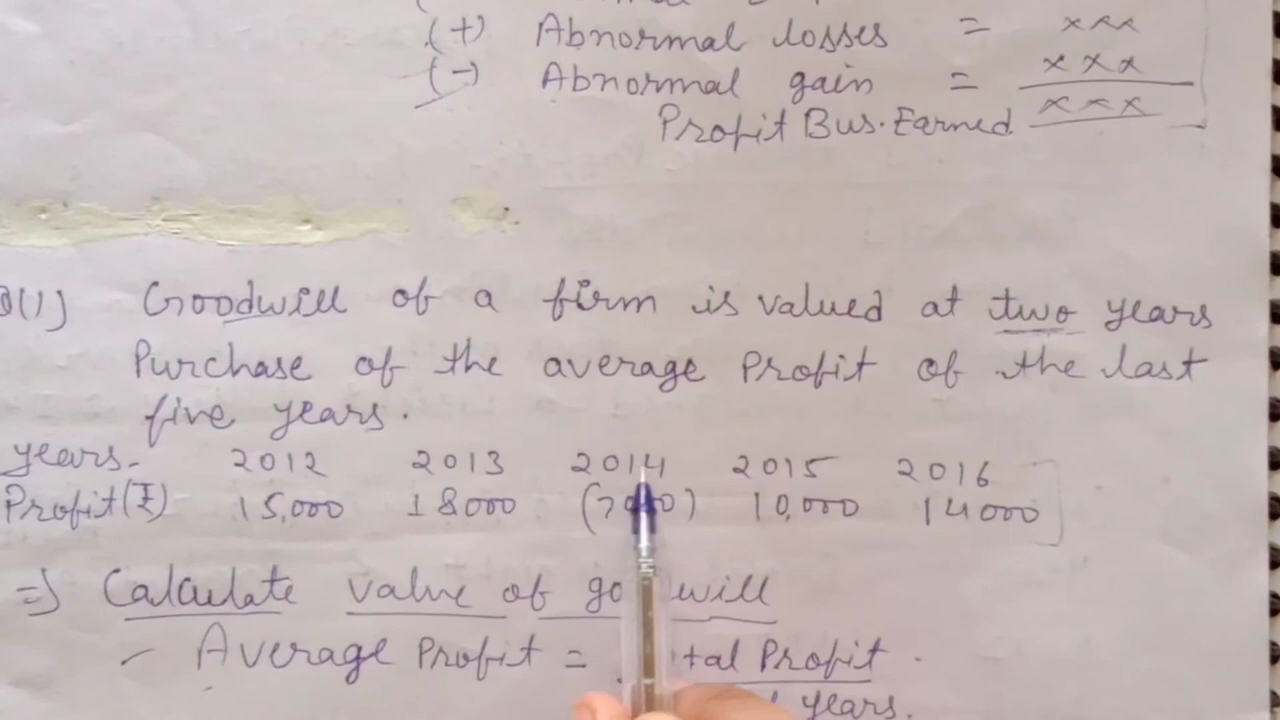 (+) Abnormal losses = xxx
(-) Abnormal gain = xxx
Profit Bus. Earned xxx
Q(1) Goodwill of a firm is valued at two years
Purchase of the average Profit of the last
five years.
years. 2012 2013 2014 2015 2016
Profit(₹) 15,000 18000 10,000 14000
=) Calculate value of
- Average Profit = Profit
years.